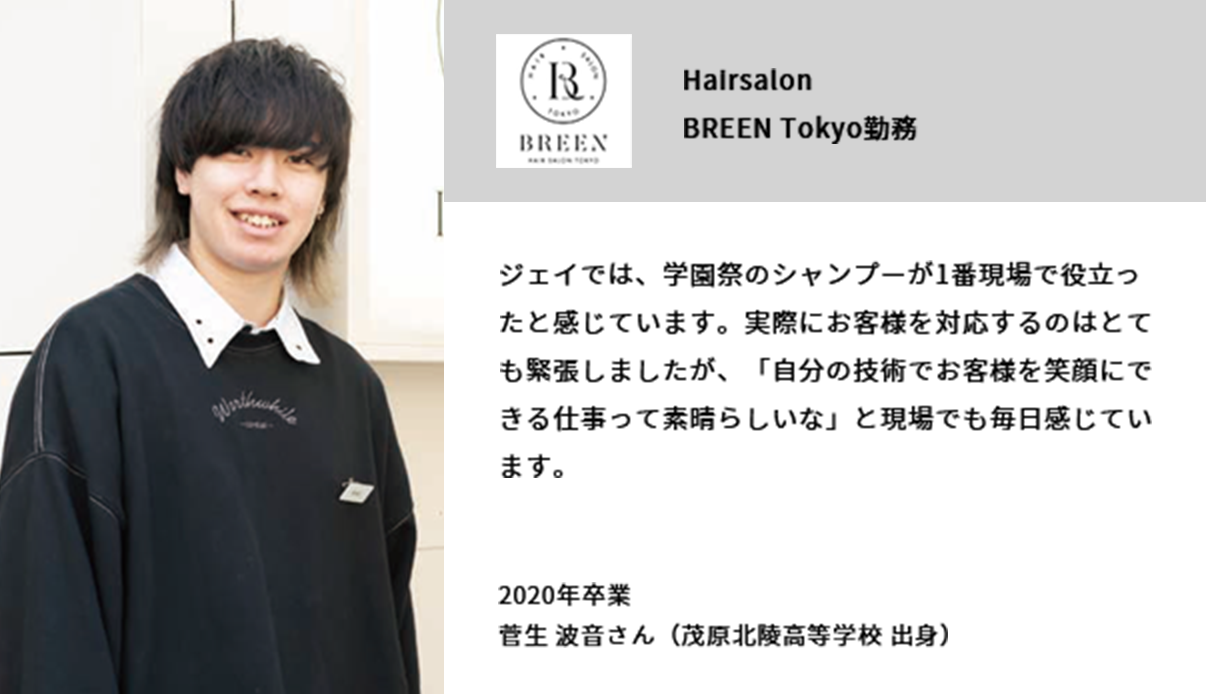 HAIR SALON
BR
TOKYO
BREEN
HAIR SALON TOKYO
Hairsalon
BREEN Tokyo勤務
ジェイでは、学園祭のシャンプーが1番現場で役立っ
たと感じています。実際にお客様を対応するのはとて
も緊張しましたが、「自分の技術でお客様を笑顔にで
きる仕事って素晴らしいな」と現場でも毎日感じてい
ます。
2020年卒業
菅生 波音さん（茂原北陵高等学校 出身）
Worthwhile